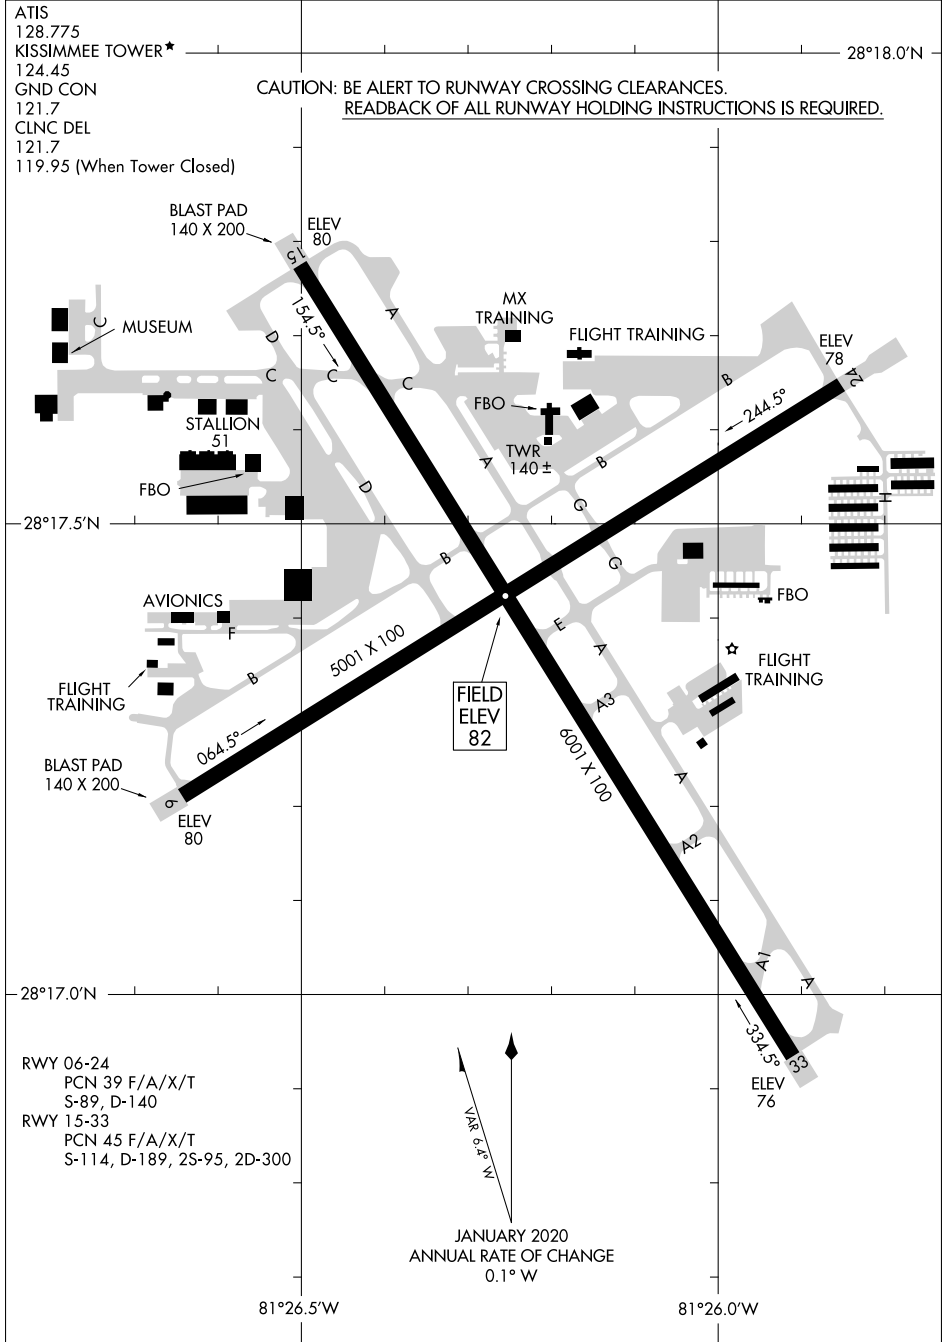 ATIS
128.775
KISSIMMEE TOWER★
124.45
GND CON
121.7
CLNC DEL
121.7
119.95 (When Tower Closed)
28°18.0'N
CAUTION: BE ALERT TO RUNWAY CROSSING CLEARANCES.
READBACK OF ALL RUNWAY HOLDING INSTRUCTIONS IS REQUIRED.
BLAST PAD
140 X 200
ELEV
80
15
154.5°
A
D
C
MUSEUM
C
C
C
MX
TRAINING
FLIGHT TRAINING
ELEV
78
24
B
244.5°
FBO
TWR
140 ±
STALLION
51
FBO
A
B
D
G
H
28°17.5'N
B
G
FBO
AVIONICS
F
E
A
5001 X 100
B
FLIGHT
TRAINING
FLIGHT
TRAINING
FIELD
ELEV
82
A3
6001 X 100
064.5°
BLAST PAD
140 X 200
6
ELEV
80
A
A2
A1
A
28°17.0'N
334.5°
33
ELEV
76
RWY 06-24
PCN 39 F/A/X/T
S-89, D-140
RWY 15-33
PCN 45 F/A/X/T
S-114, D-189, 2S-95, 2D-300
VAR 6.4° W
JANUARY 2020
ANNUAL RATE OF CHANGE
0.1° W
81°26.5'W
81°26.0'W